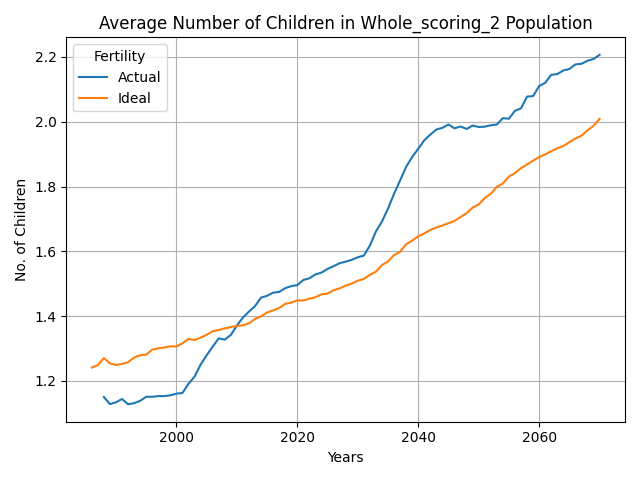 Average Number of Children in Whole_scoring_2 Population
Fertility
Actual
Ideal
No. of Children
2.2
2.0
1.8
1.6
1.4
1.2
2000 2020 2040 2060
Years